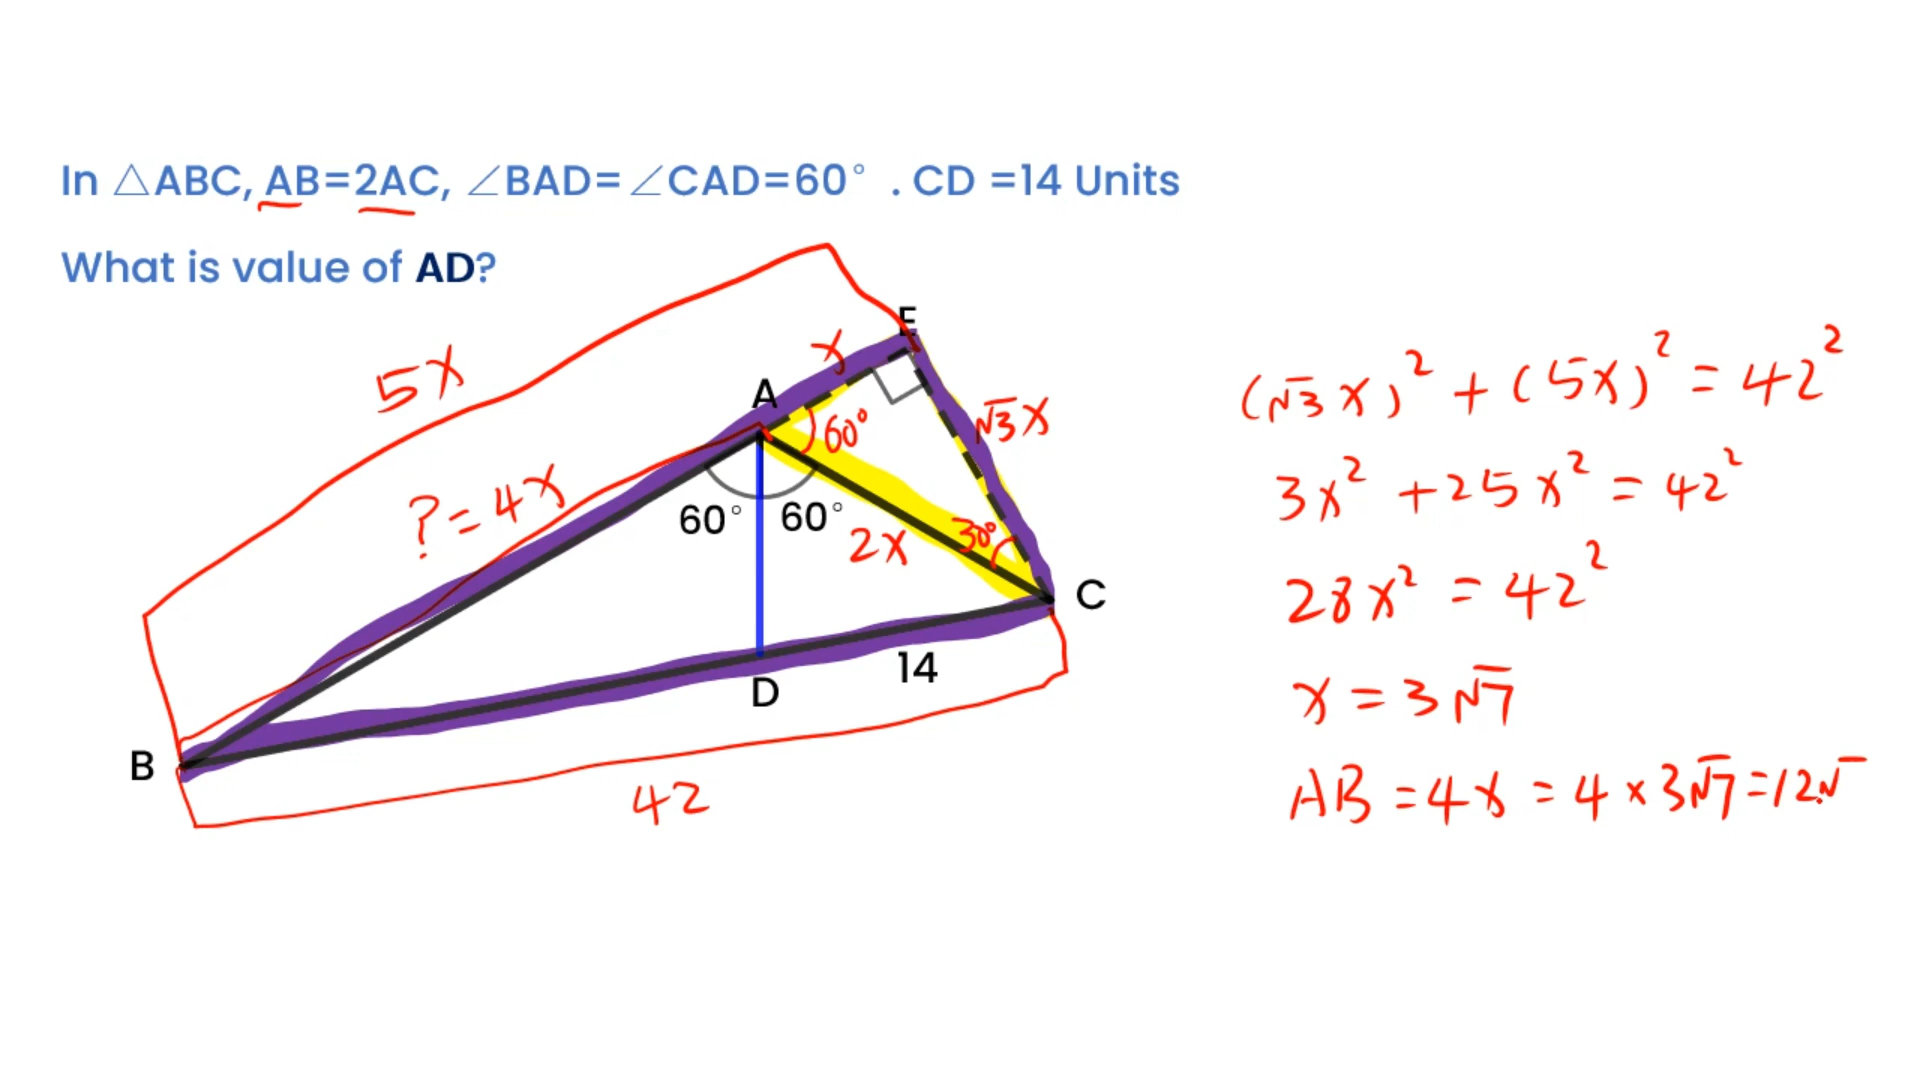 In △ABC, AB=2AC, ∠BAD=∠CAD=60° . CD =14 Units
What is value of AD?
E
x
5x
A
60°
√3x
(√3x)² + (5x)² = 42²
? = 4x
60° 60°
2x
30°
3x² + 25x² = 42²
C
28x² = 42²
14
D
x = 3√7
B
42
AB = 4x = 4 × 3√7 = 12√